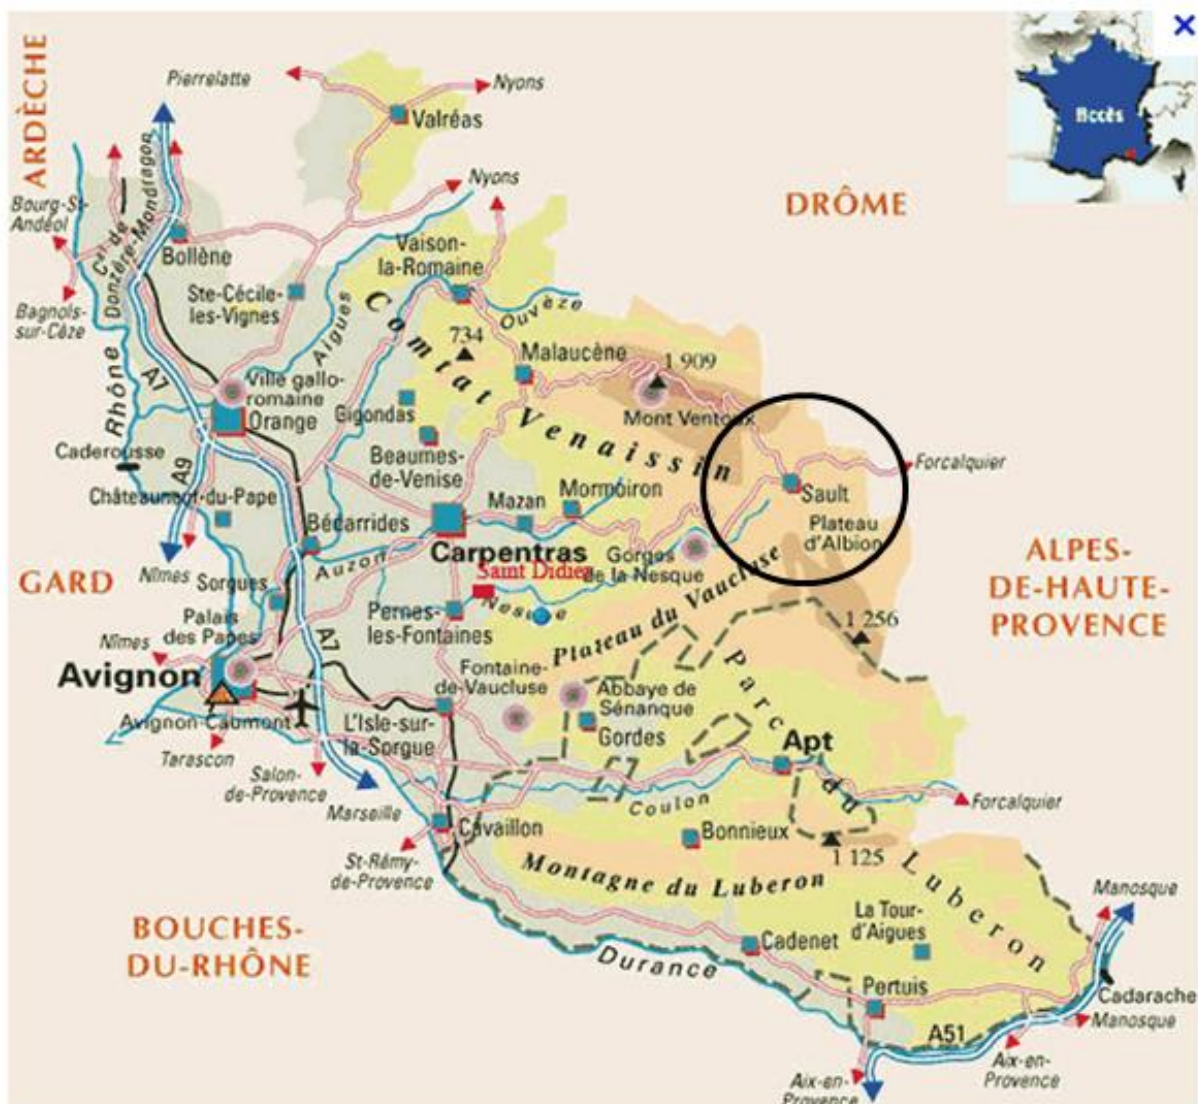 ARDÈCHE
Pierrelatte
Nyons
Valréas
Accès
DRÔME
Nyons
Bourg-St-
Andéol
Cal de
Donzère-Mondragon
Bollène
Vaison-
la-Romaine
Ste-Cécile-
les-Vignes
Aigues
Ouvèze
Bagnols-
sur-Cèze
Rhône
A7
Comtat Venaissin
734
Malaucène
1 909
Mont Ventoux
Ville gallo-
romaine
Orange
Gigondas
Beaumes-
de-Venise
Caderousse
A9
Châteauneuf-du-Pape
Bédarrides
Mazan
Mormoiron
Sault
Forcalquier
Plateau
d'Albion
Auzon
Carpentras
Gorges
de la Nesque
Saint Didier
Nesque
GARD
Nîmes
Sorgues
Palais
des Papes
Pernes-
les-Fontaines
Plateau du Vaucluse
ALPES-
DE-HAUTE-
PROVENCE
1 256
Nîmes
Avignon
A7
Fontaine-
de-Vaucluse
Abbaye de
Sénanque
Gordes
Avignon-Caumont
L'Isle-sur-
la-Sorgue
Tarascon
Salon-
de-Provence
Marseille
Apt
Parc du Luberon
Coulon
Forcalquier
Cavaillon
Bonnieux
1 125
St-Rémy-
de-Provence
Montagne du Luberon
BOUCHES-
DU-RHÔNE
La Tour-
d'Aigues
Manosque
Cadenet
Durance
Pertuis
Cadarache
Manosque
A51
Aix-en-
Provence
Aix-en-
Provence